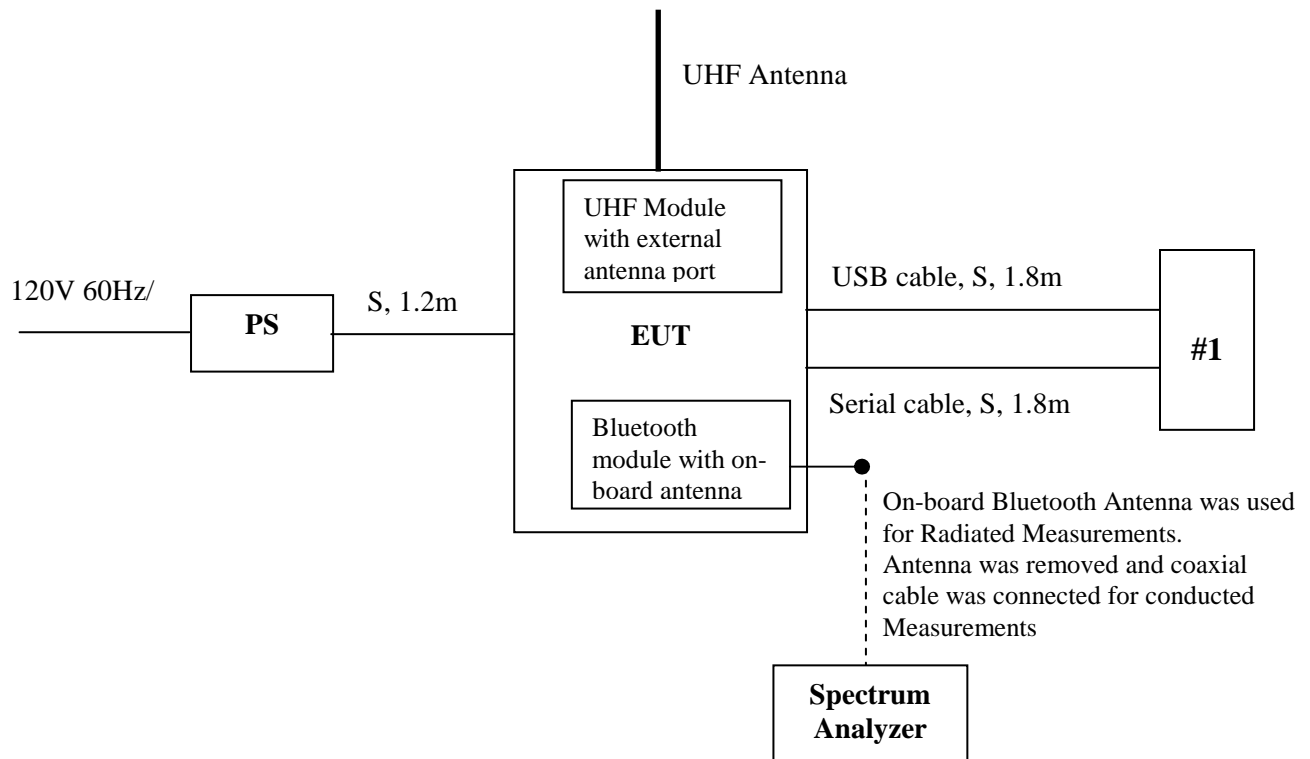 UHF Antenna
UHF Module
with external
antenna port
120V 60Hz/
PS
S, 1.2m
EUT
USB cable, S, 1.8m
#1
Serial cable, S, 1.8m
Bluetooth
module with on-
board antenna
On-board Bluetooth Antenna was used
for Radiated Measurements.
Antenna was removed and coaxial
cable was connected for conducted
Measurements
Spectrum
Analyzer